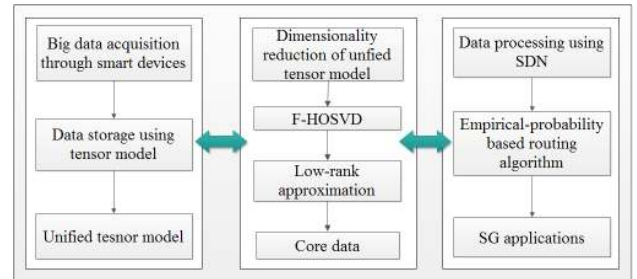 Big data acquisition
through smart devices
Data storage using
tensor model
Unified tesnor model
Dimensionality
reduction of unfied
tensor model
F-HOSVD
Low-rank
approximation
Core data
Data processing using
SDN
Empirical-probability
based routing
algorithm
SG applications